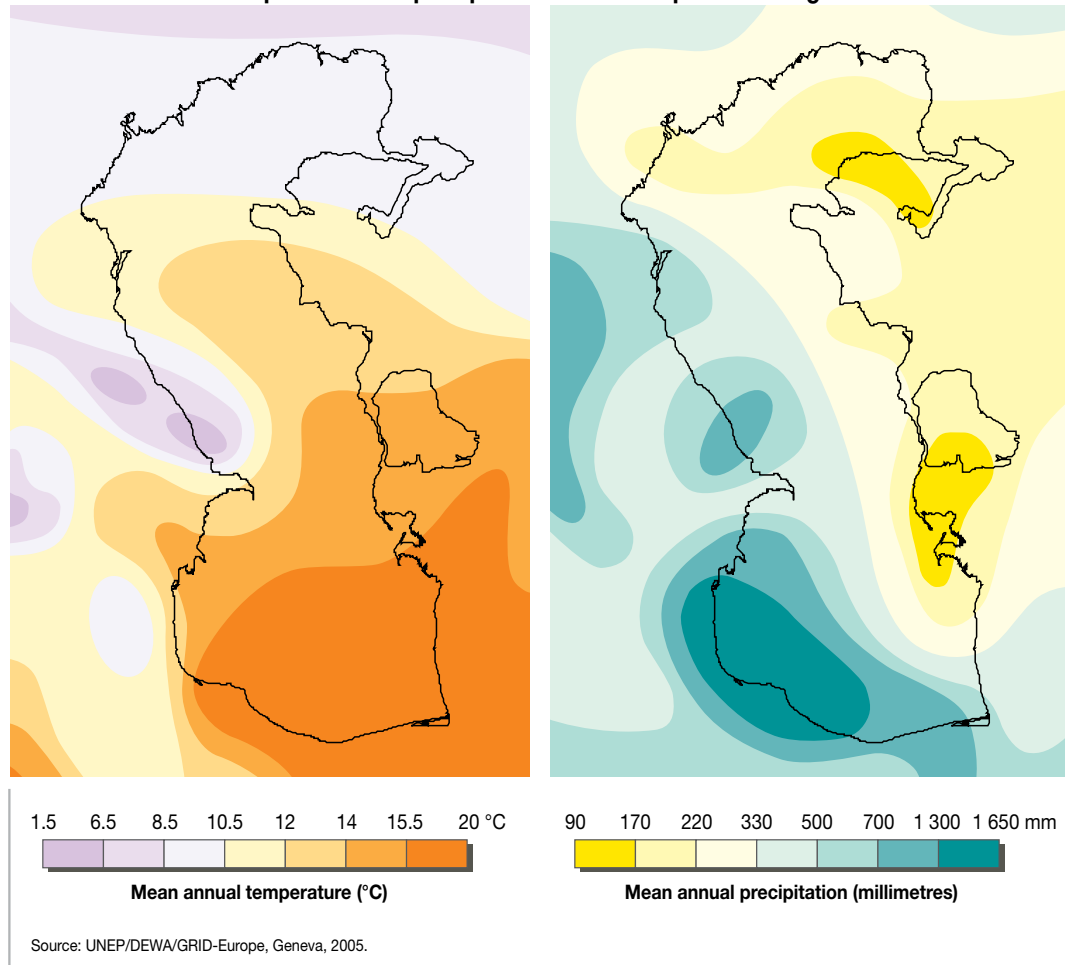 1.5 6.5 8.5 10.5 12 14 15.5 20 °C
Mean annual temperature (°C)
90 170 220 330 500 700 1 300 1 650 mm
Mean annual precipitation (millimetres)
Source: UNEP/DEWA/GRID-Europe, Geneva, 2005.